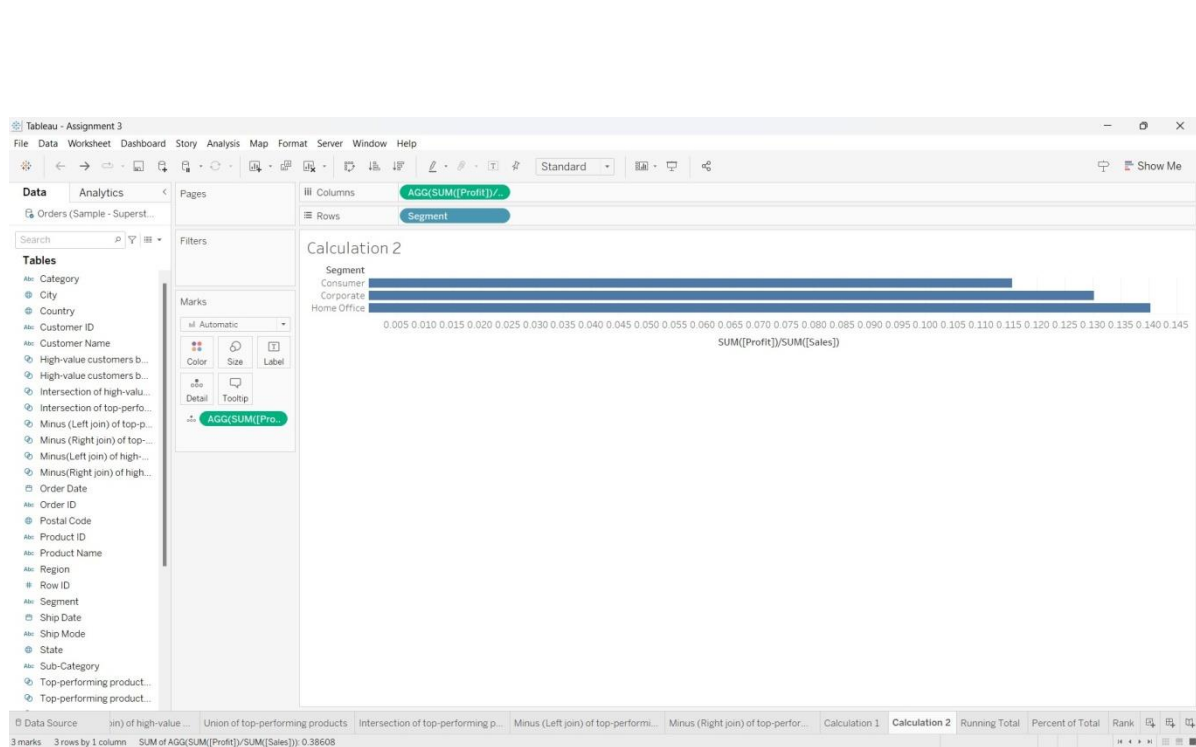 Tableau - Assignment 3
File Data Worksheet Dashboard Story Analysis Map Format Server Window Help
Standard
Show Me
Data Analytics
Pages
Columns AGG(SUM([Profit])/..
Orders (Sample - Superst...
Rows Segment
Search
Filters
Tables
Calculation 2
Abc Category
City
Country
Abc Customer ID
Abc Customer Name
High-value customers b...
High-value customers b...
Intersection of high-valu...
Intersection of top-perfo...
Minus (Left join) of top-p...
Minus (Right join) of top-...
Minus(Left join) of high-...
Minus(Right join) of high...
Order Date
Abc Order ID
Postal Code
Abc Product ID
Abc Product Name
Abc Region
# Row ID
Abc Segment
Ship Date
Abc Ship Mode
State
Abc Sub-Category
Top-performing product...
Top-performing product...
Marks
Automatic
Color Size Label
Detail Tooltip
AGG(SUM([Pro..
Segment
Consumer
Corporate
Home Office
0.005 0.010 0.015 0.020 0.025 0.030 0.035 0.040 0.045 0.050 0.055 0.060 0.065 0.070 0.075 0.080 0.085 0.090 0.095 0.100 0.105 0.110 0.115 0.120 0.125 0.130 0.135 0.140 0.145
SUM([Profit])/SUM([Sales])
Data Source in) of high-value ... Union of top-performing products Intersection of top-performing p... Minus (Left join) of top-performi... Minus (Right join) of top-perfor... Calculation 1 Calculation 2 Running Total Percent of Total Rank
3 marks 3 rows by 1 column SUM of AGG(SUM([Profit])/SUM([Sales])): 0.38608